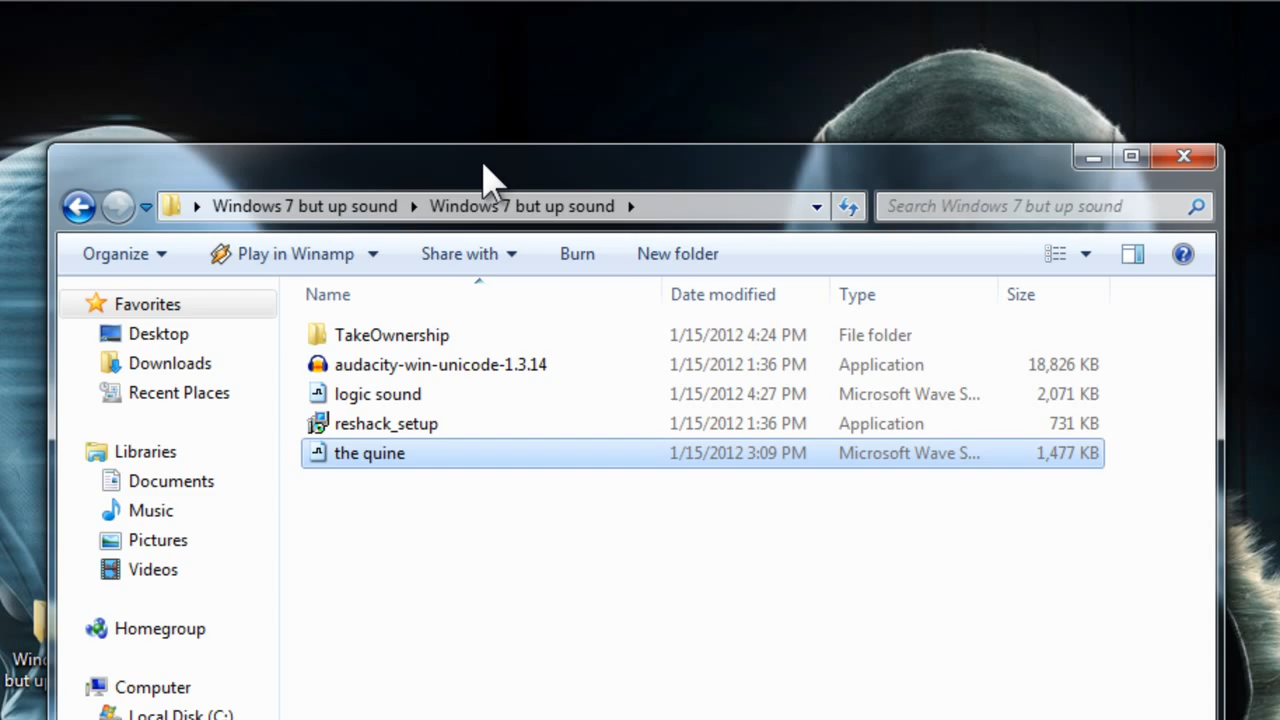 Windows 7 but up sound Windows 7 but up sound Search Windows 7 but up sound
Organize Play in Winamp Share with Burn New folder
Name Date modified Type Size
Favorites
Desktop
Downloads
Recent Places
Libraries
Documents
Music
Pictures
Videos
Homegroup
Computer
Local Disk (C:)
TakeOwnership 1/15/2012 4:24 PM File folder
audacity-win-unicode-1.3.14 1/15/2012 1:36 PM Application 18,826 KB
logic sound 1/15/2012 4:27 PM Microsoft Wave S... 2,071 KB
reshack_setup 1/15/2012 1:36 PM Application 731 KB
the quine 1/15/2012 3:09 PM Microsoft Wave S... 1,477 KB
but